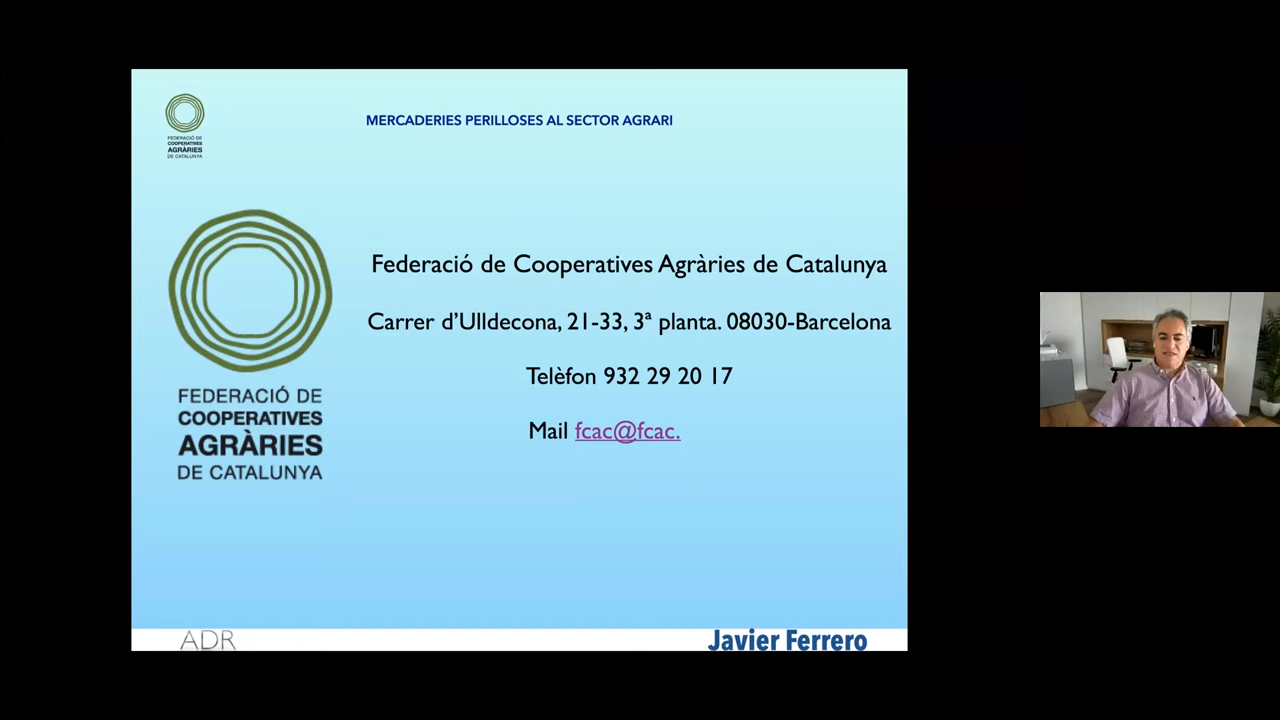 FEDERACIÓ DE
COOPERATIVES
AGRÀRIES
DE CATALUNYA
MERCADERIES PERILLOSES AL SECTOR AGRARI
FEDERACIÓ DE
COOPERATIVES
AGRÀRIES
DE CATALUNYA
Federació de Cooperatives Agràries de Catalunya
Carrer d'Ulldecona, 21-33, 3ª planta. 08030-Barcelona
Telèfon 932 29 20 17
Mail fcac@fcac.
ADR
Javier Ferrero